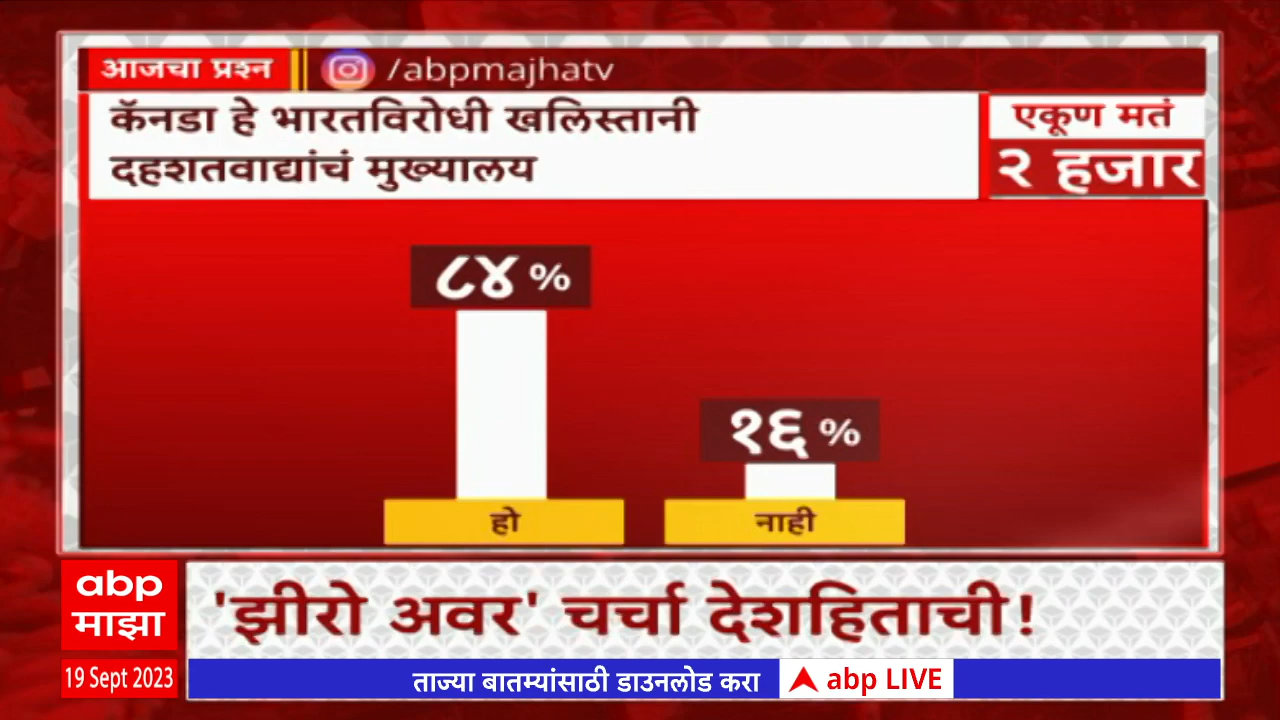 आजचा प्रश्न
/abpmajhatv
कॅनडा हे भारतविरोधी खलिस्तानी
दहशतवाद्यांचं मुख्यालय
एकूण मतं
२ हजार
८४ %
१६ %
हो
नाही
abp
माझा
'झीरो अवर' चर्चा देशहिताची!
19 Sept 2023
ताज्या बातम्यांसाठी डाउनलोड करा
abp LIVE